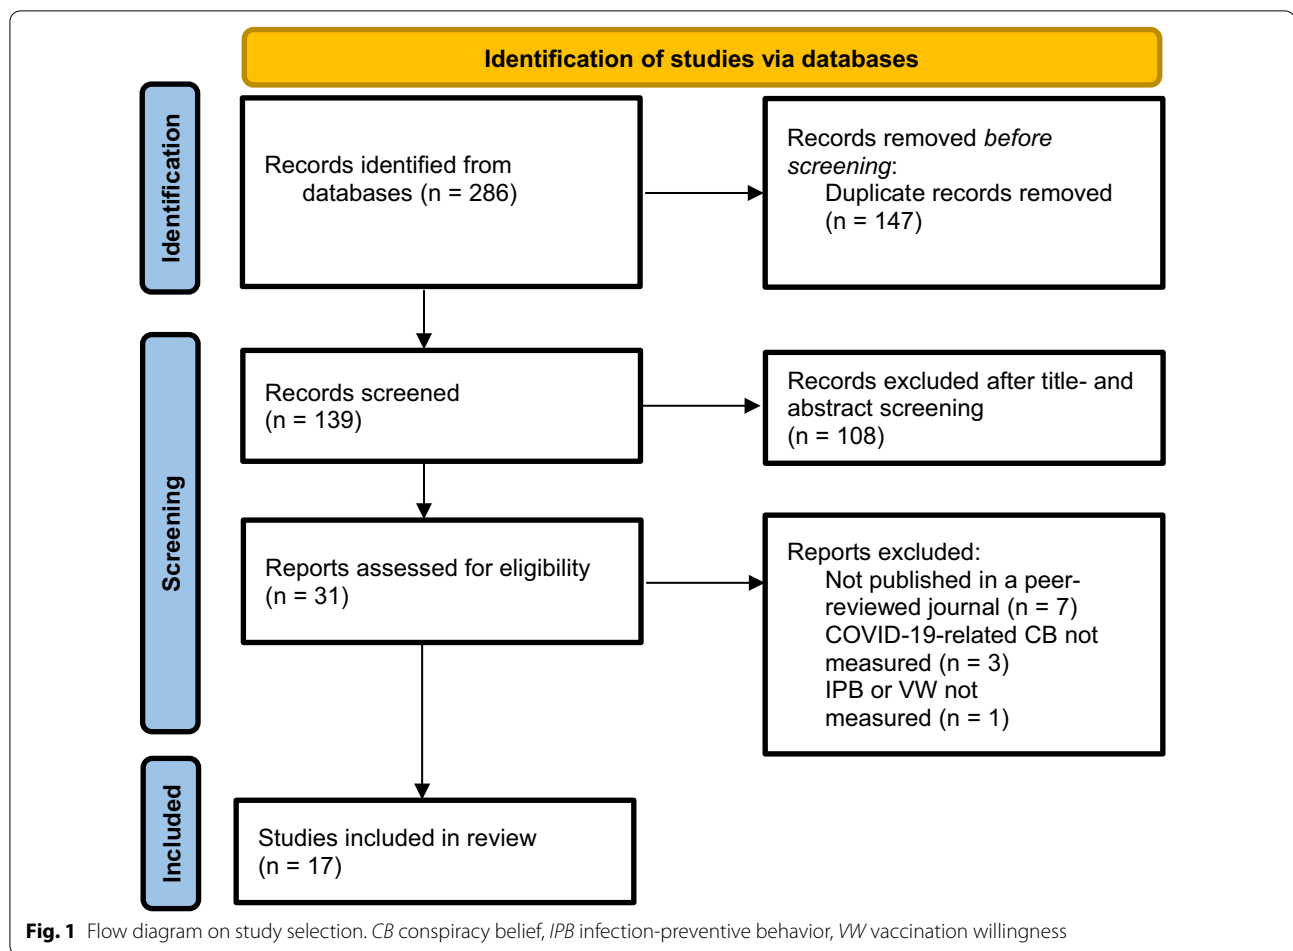 Identification of studies via databases
Identification
Records identified from
databases (n = 286)
Records removed before
screening:
Duplicate records removed
(n = 147)
Screening
Records screened
(n = 139)
Records excluded after title- and
abstract screening
(n = 108)
Reports assessed for eligibility
(n = 31)
Reports excluded:
Not published in a peer-
reviewed journal (n = 7)
COVID-19-related CB not
measured (n = 3)
IPB or VW not
measured (n = 1)
Included
Studies included in review
(n = 17)
Fig. 1 Flow diagram on study selection. CB conspiracy belief, IPB infection-preventive behavior, VW vaccination willingness